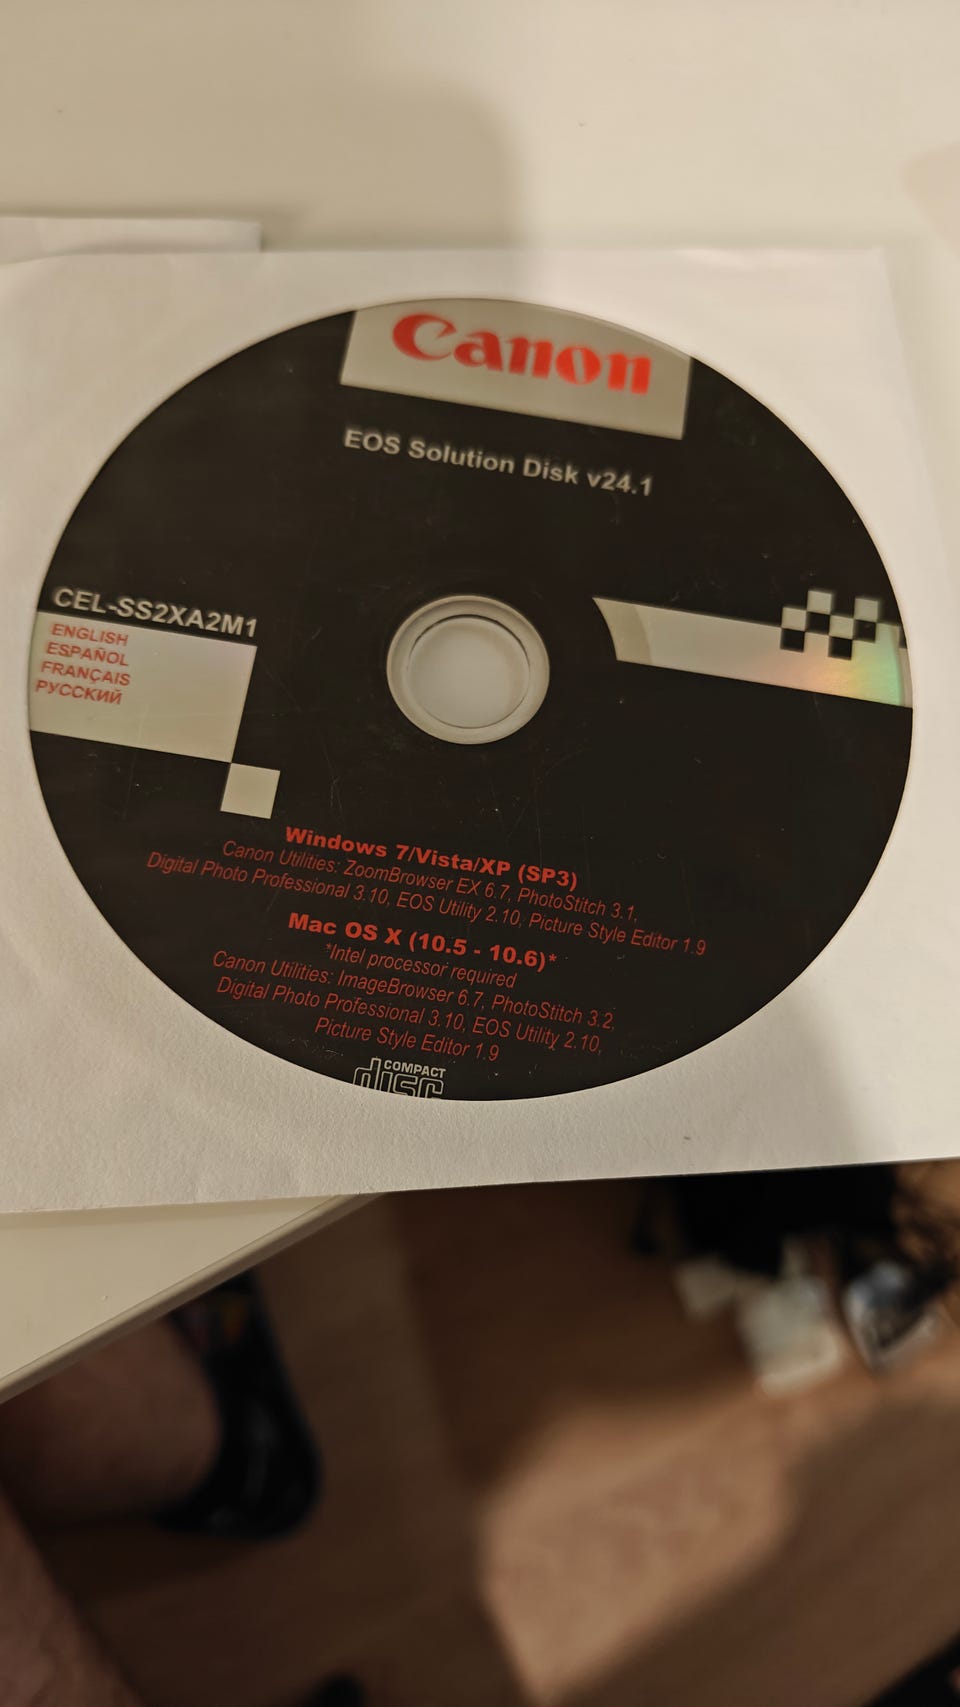 Canon
EOS Solution Disk v24.1
CEL-SS2XA2M1
ENGLISH
ESPAÑOL
FRANÇAIS
РУССКИЙ
Windows 7/Vista/XP (SP3)
Canon Utilities: ZoomBrowser EX 6.7, PhotoStitch 3.1,
Digital Photo Professional 3.10, EOS Utility 2.10, Picture Style Editor 1.9
Mac OS X (10.5 - 10.6)*
*Intel processor required
Canon Utilities: ImageBrowser 6.7, PhotoStitch 3.2,
Digital Photo Professional 3.10, EOS Utility 2.10,
Picture Style Editor 1.9
COMPACT
disc